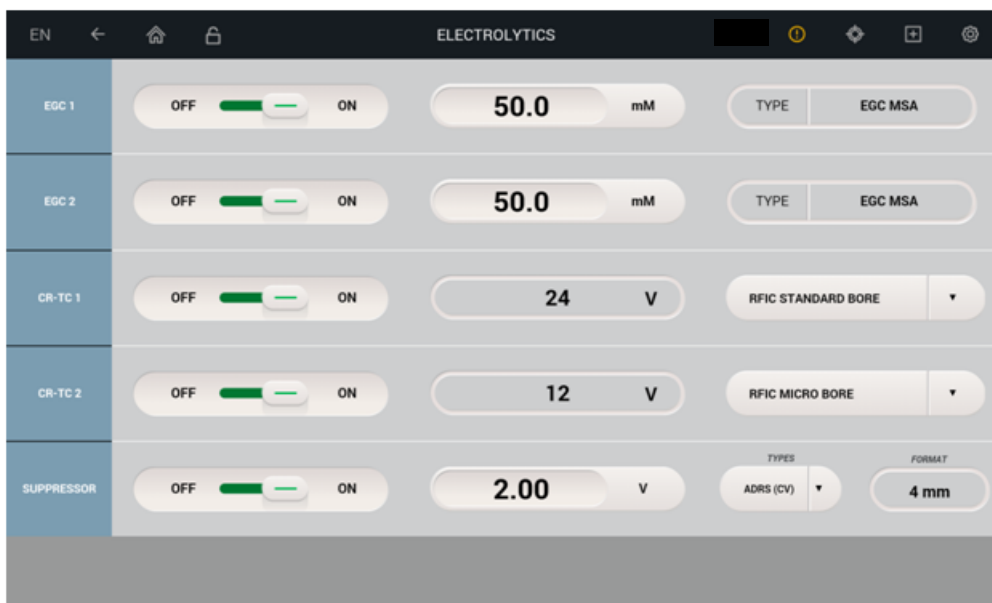 EN ELECTROLYTICS
EGC 1 OFF ON 50.0 mM TYPE EGC MSA
EGC 2 OFF ON 50.0 mM TYPE EGC MSA
CR-TC 1 OFF ON 24 V RFIC STANDARD BORE
CR-TC 2 OFF ON 12 V RFIC MICRO BORE
TYPES FORMAT
SUPPRESSOR OFF ON 2.00 V ADRS (CV) 4 mm